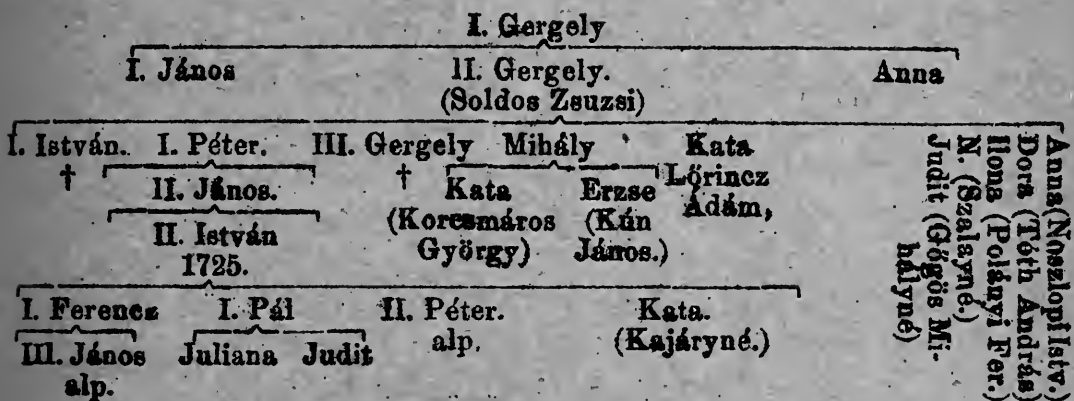 I. Gergely
I. János II. Gergely. Anna
(Soldos Zsuzsi)
I. István. I. Péter. III. Gergely Mihály Kata
† II. János. † Kata Erzse Lőrincz
II. István (Korcsmáros (Kún Ádám,
1725. György) János.)
I. Ferencz I. Pál II. Péter. Kata.
III. János Juliana Judit alp. (Kajáryné.)
alp.
Anna (Noszlopi Istv.)
Dora (Tóth András)
Ilona (Polányi Fer.)
N. (Szalayné.)
Judit (Gőgös Mi-
hályné)